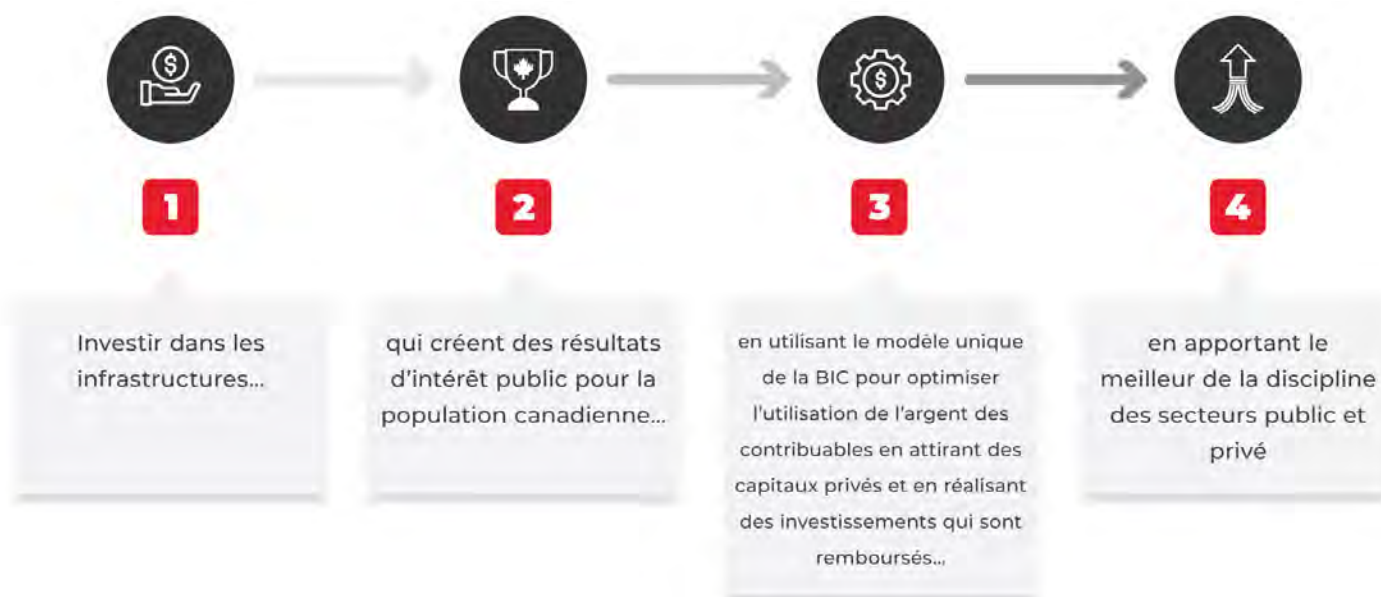 $
$
1
2
3
4
Investir dans les
infrastructures...
qui créent des résultats
d'intérêt public pour la
population canadienne...
en utilisant le modèle unique
de la BIC pour optimiser
l'utilisation de l'argent des
contribuables en attirant des
capitaux privés et en réalisant
des investissements qui sont
remboursés...
en apportant le
meilleur de la discipline
des secteurs public et
privé